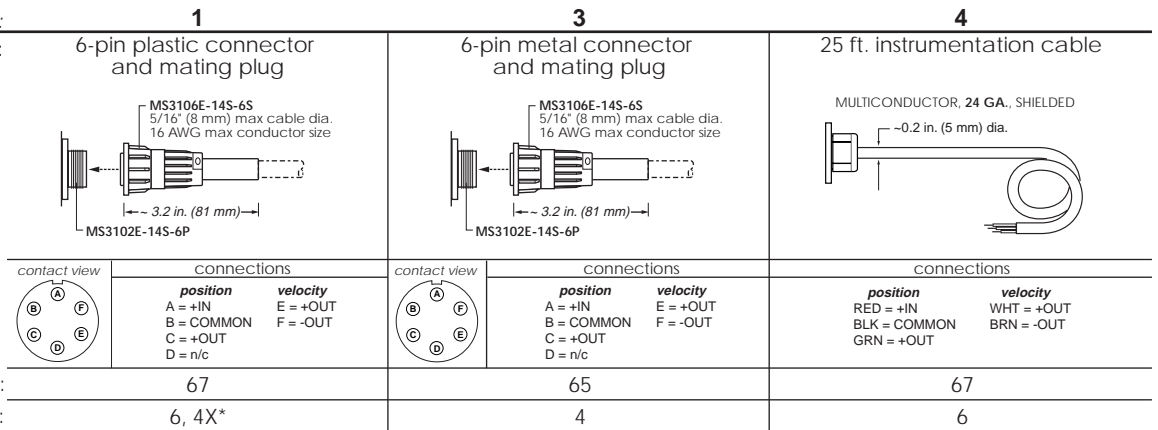 : 1 3 4
: 6-pin plastic connector
and mating plug
6-pin metal connector
and mating plug
25 ft. instrumentation cable
MS3106E-14S-6S
5/16" (8 mm) max cable dia.
16 AWG max conductor size
~ 3.2 in. (81 mm)
MS3102E-14S-6P
MS3106E-14S-6S
5/16" (8 mm) max cable dia.
16 AWG max conductor size
~ 3.2 in. (81 mm)
MS3102E-14S-6P
MULTICONDUCTOR, 24 GA., SHIELDED
~0.2 in. (5 mm) dia.
contact view
A
B F
C E
D
connections
position velocity
A = +IN E = +OUT
B = COMMON F = -OUT
C = +OUT
D = n/c
contact view
A
B F
C E
D
connections
position velocity
A = +IN E = +OUT
B = COMMON F = -OUT
C = +OUT
D = n/c
connections
position velocity
RED = +IN WHT = +OUT
BLK = COMMON BRN = -OUT
GRN = +OUT
: 67 65 67
: 6, 4X* 4 6